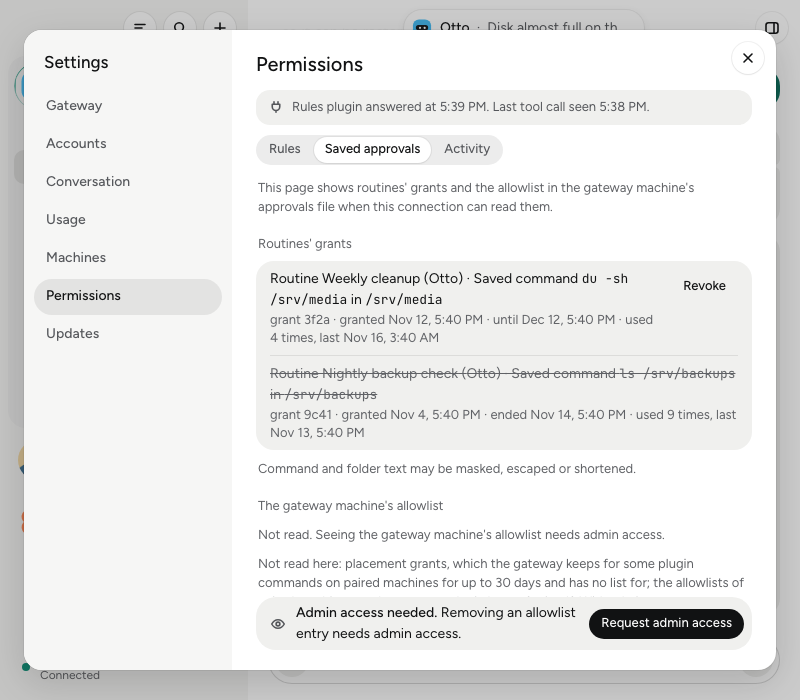 Otto · Disk almost full on th
Settings
Gateway
Accounts
Conversation
Usage
Machines
Permissions
Updates
Connected
Permissions
Rules plugin answered at 5:39 PM. Last tool call seen 5:38 PM.
Rules Saved approvals Activity
This page shows routines' grants and the allowlist in the gateway machine's
approvals file when this connection can read them.
Routines' grants
Routine Weekly cleanup (Otto) · Saved command du -sh
/srv/media in /srv/media
Revoke
grant 3f2a · granted Nov 12, 5:40 PM · until Dec 12, 5:40 PM · used
4 times, last Nov 16, 3:40 AM
Routine Nightly backup check (Otto) · Saved command ls /srv/backups
in /srv/backups
grant 9c41 · granted Nov 4, 5:40 PM · ended Nov 14, 5:40 PM · used 9 times, last
Nov 13, 5:40 PM
Command and folder text may be masked, escaped or shortened.
The gateway machine's allowlist
Not read. Seeing the gateway machine's allowlist needs admin access.
Not read here: placement grants, which the gateway keeps for some plugin
commands on paired machines for up to 30 days and has no list for; the allowlists of
Admin access needed. Removing an allowlist
entry needs admin access.
Request admin access